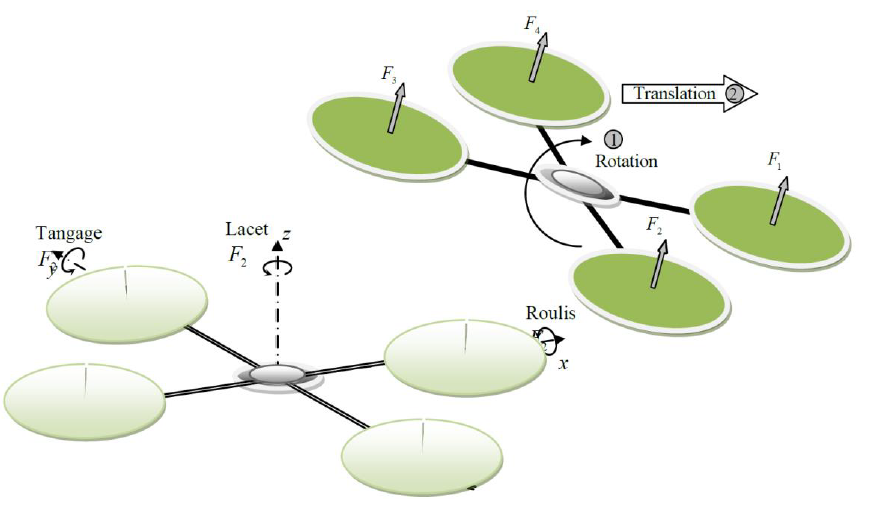 F4
F3
Translation 2
1
Rotation
F1
F2
Tangage
y
Lacet z
F2
Roulis
x